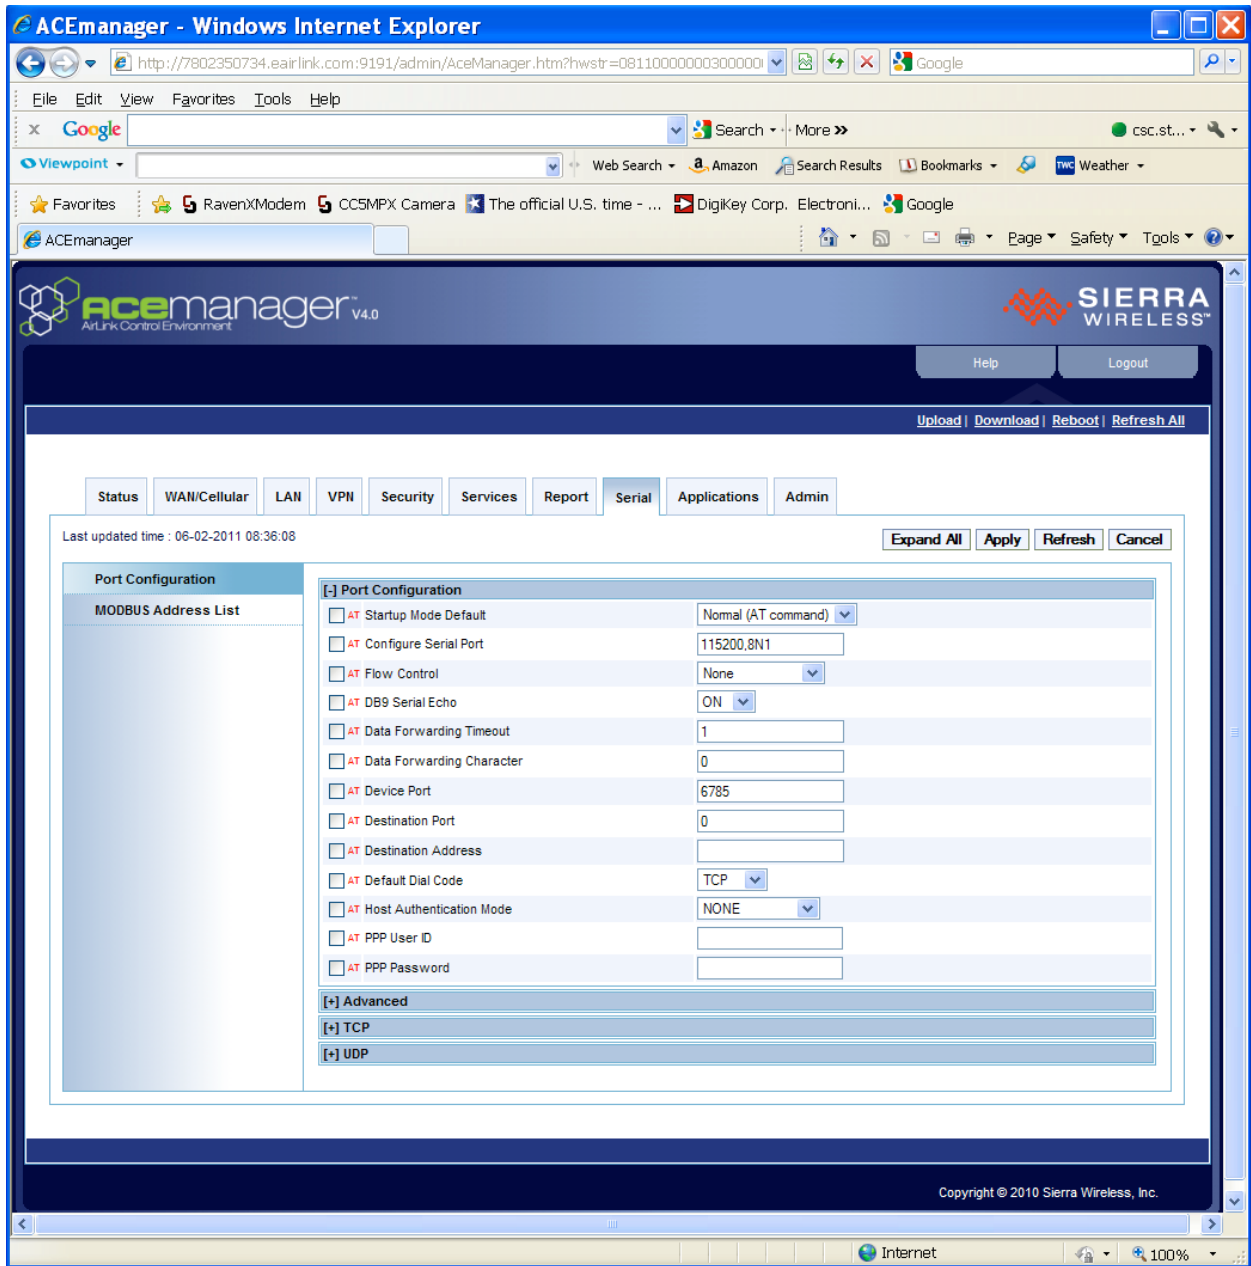 ACEmanager - Windows Internet Explorer
http://7802350734.eairlink.com:9191/admin/AceManager.htm?hwstr=08110000000300000
Google
File Edit View Favorites Tools Help
x Google Search More »
csc.st...
Viewpoint Web Search a Amazon Search Results Bookmarks TWC Weather
Favorites RavenXModem CC5MPX Camera The official U.S. time - ... DigiKey Corp. Electroni... Google
ACEmanager Page Safety Tools
acemanager™ V4.0
AirLink Control Environment
SIERRA
WIRELESS™
Help Logout
Upload | Download | Reboot | Refresh All
Status WAN/Cellular LAN VPN Security Services Report Serial Applications Admin
Last updated time : 06-02-2011 08:36:08
Expand All Apply Refresh Cancel
Port Configuration
MODBUS Address List
[-] Port Configuration
AT Startup Mode Default Normal (AT command)
AT Configure Serial Port 115200,8N1
AT Flow Control None
AT DB9 Serial Echo ON
AT Data Forwarding Timeout 1
AT Data Forwarding Character 0
AT Device Port 6785
AT Destination Port 0
AT Destination Address
AT Default Dial Code TCP
AT Host Authentication Mode NONE
AT PPP User ID
AT PPP Password
[+] Advanced
[+] TCP
[+] UDP
Copyright © 2010 Sierra Wireless, Inc.
Internet 100%